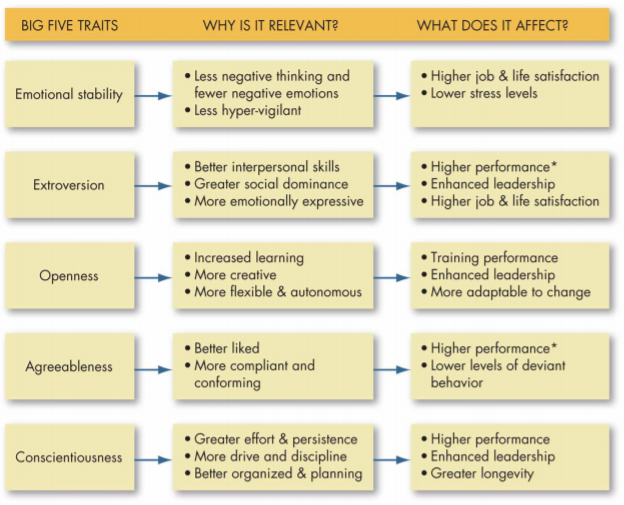 BIG FIVE TRAITS WHY IS IT RELEVANT? WHAT DOES IT AFFECT?
Emotional stability
• Less negative thinking and
fewer negative emotions
• Less hyper-vigilant
• Higher job & life satisfaction
• Lower stress levels
Extroversion
• Better interpersonal skills
• Greater social dominance
• More emotionally expressive
• Higher performance*
• Enhanced leadership
• Higher job & life satisfaction
Openness
• Increased learning
• More creative
• More flexible & autonomous
• Training performance
• Enhanced leadership
• More adaptable to change
Agreeableness
• Better liked
• More compliant and
conforming
• Higher performance*
• Lower levels of deviant
behavior
Conscientiousness
• Greater effort & persistence
• More drive and discipline
• Better organized & planning
• Higher performance
• Enhanced leadership
• Greater longevity